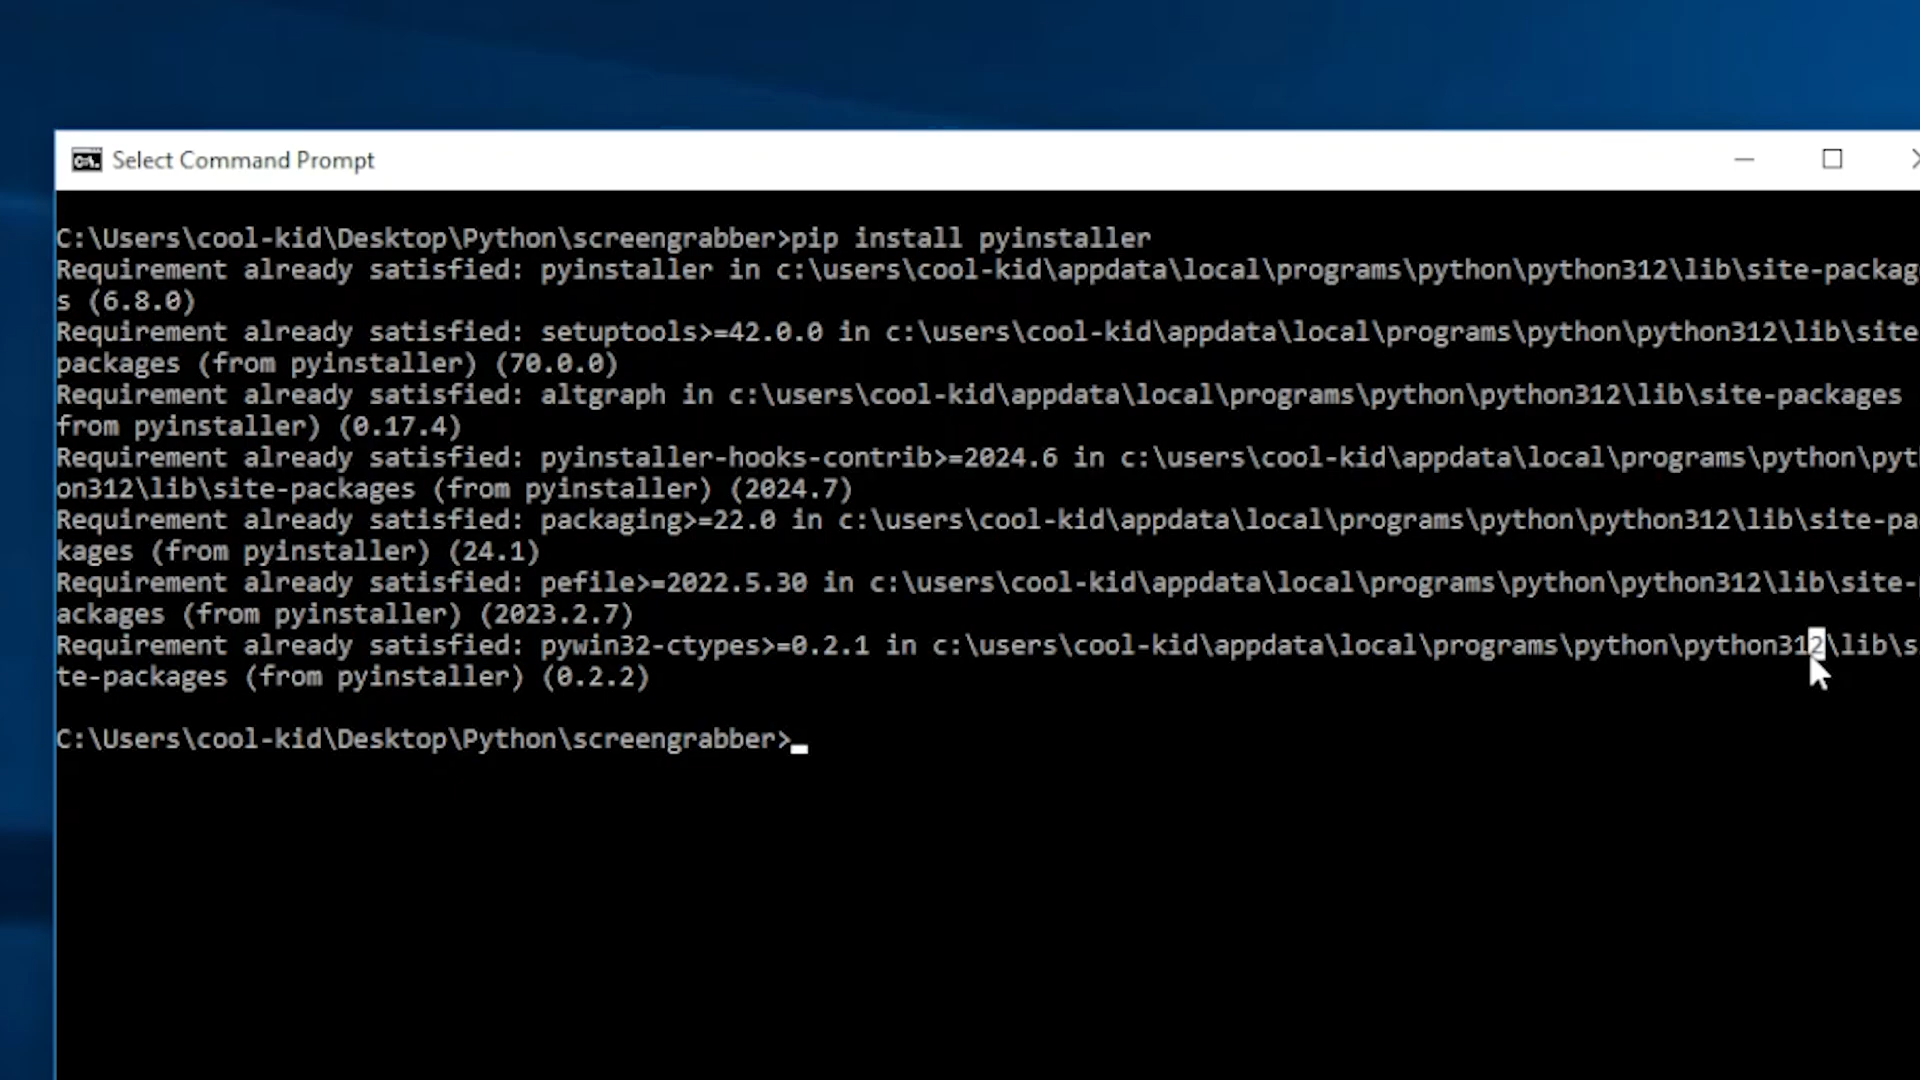 Select Command Prompt
C:\Users\cool-kid\Desktop\Python\screengrabber>pip install pyinstaller
Requirement already satisfied: pyinstaller in c:\users\cool-kid\appdata\local\programs\python\python312\lib\site-packag
s (6.8.0)
Requirement already satisfied: setuptools>=42.0.0 in c:\users\cool-kid\appdata\local\programs\python\python312\lib\site
packages (from pyinstaller) (70.0.0)
Requirement already satisfied: altgraph in c:\users\cool-kid\appdata\local\programs\python\python312\lib\site-packages
from pyinstaller) (0.17.4)
Requirement already satisfied: pyinstaller-hooks-contrib>=2024.6 in c:\users\cool-kid\appdata\local\programs\python\pyt
on312\lib\site-packages (from pyinstaller) (2024.7)
Requirement already satisfied: packaging>=22.0 in c:\users\cool-kid\appdata\local\programs\python\python312\lib\site-pa
kages (from pyinstaller) (24.1)
Requirement already satisfied: pefile>=2022.5.30 in c:\users\cool-kid\appdata\local\programs\python\python312\lib\site-
ackages (from pyinstaller) (2023.2.7)
Requirement already satisfied: pywin32-ctypes>=0.2.1 in c:\users\cool-kid\appdata\local\programs\python\python312\lib\s
te-packages (from pyinstaller) (0.2.2)
C:\Users\cool-kid\Desktop\Python\screengrabber>